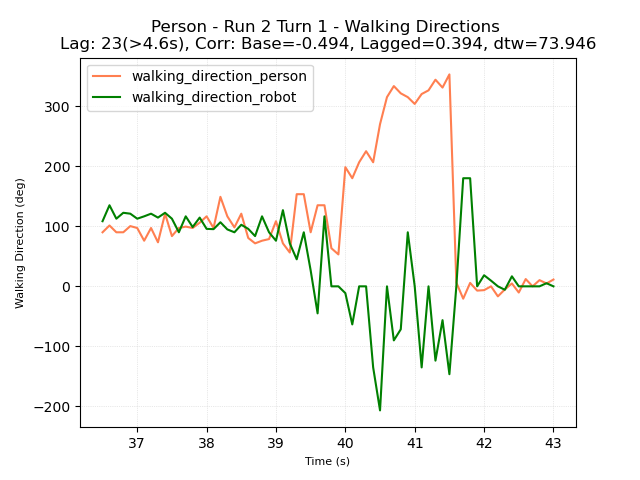 Person - Run 2 Turn 1 - Walking Directions
Lag: 23(>4.6s), Corr: Base=-0.494, Lagged=0.394, dtw=73.946
walking_direction_person
walking_direction_robot
300
200
100
0
−100
−200
Walking Direction (deg)
37 38 39 40 41 42 43
Time (s)